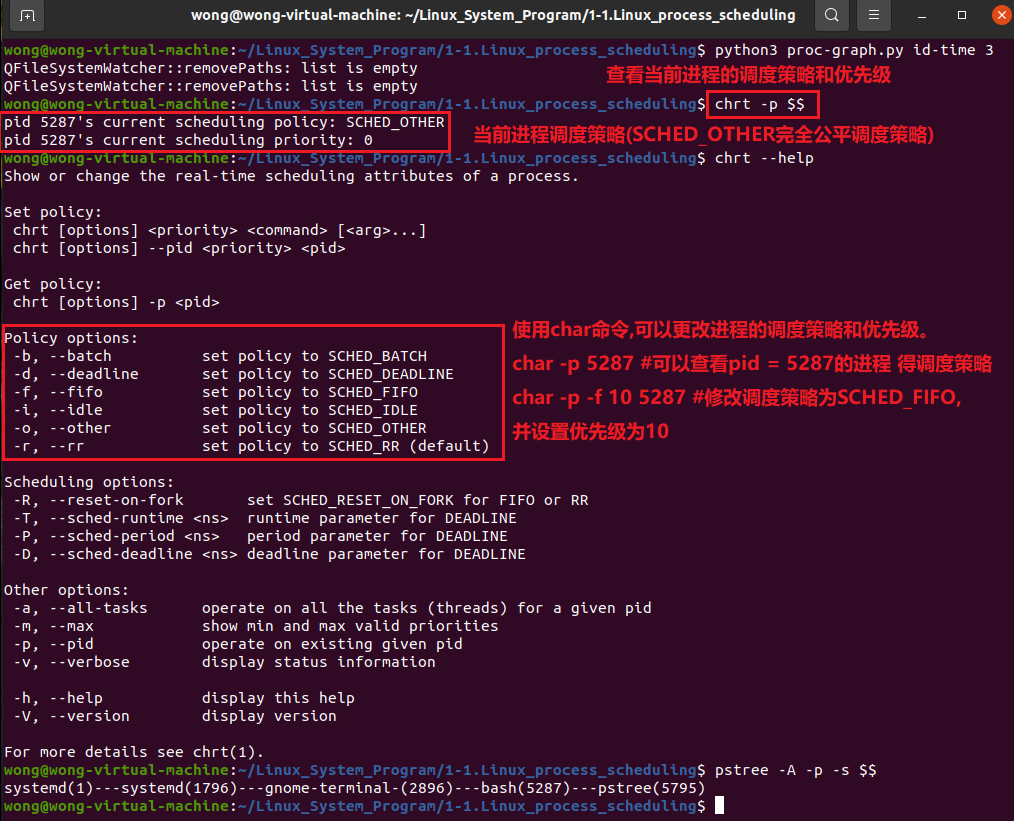 wong@wong-virtual-machine: ~/Linux_System_Program/1-1.Linux_process_scheduling
wong@wong-virtual-machine:~/Linux_System_Program/1-1.Linux_process_scheduling$ python3 proc-graph.py id-time 3
QFileSystemWatcher::removePaths: list is empty
QFileSystemWatcher::removePaths: list is empty
查看当前进程的调度策略和优先级
wong@wong-virtual-machine:~/Linux_System_Program/1-1.Linux_process_scheduling$ chrt -p $$
pid 5287's current scheduling policy: SCHED_OTHER
pid 5287's current scheduling priority: 0
当前进程调度策略(SCHED_OTHER完全公平调度策略)
wong@wong-virtual-machine:~/Linux_System_Program/1-1.Linux_process_scheduling$ chrt --help
Show or change the real-time scheduling attributes of a process.
Set policy:
chrt [options] <priority> <command> [<arg>...]
chrt [options] --pid <priority> <pid>
Get policy:
chrt [options] -p <pid>
Policy options:
-b, --batch set policy to SCHED_BATCH
-d, --deadline set policy to SCHED_DEADLINE
-f, --fifo set policy to SCHED_FIFO
-i, --idle set policy to SCHED_IDLE
-o, --other set policy to SCHED_OTHER
-r, --rr set policy to SCHED_RR (default)
使用char命令,可以更改进程的调度策略和优先级。
char -p 5287 #可以查看pid = 5287的进程 得调度策略
char -p -f 10 5287 #修改调度策略为SCHED_FIFO,
并设置优先级为10
Scheduling options:
-R, --reset-on-fork set SCHED_RESET_ON_FORK for FIFO or RR
-T, --sched-runtime <ns> runtime parameter for DEADLINE
-P, --sched-period <ns> period parameter for DEADLINE
-D, --sched-deadline <ns> deadline parameter for DEADLINE
Other options:
-a, --all-tasks operate on all the tasks (threads) for a given pid
-m, --max show min and max valid priorities
-p, --pid operate on existing given pid
-v, --verbose display status information
-h, --help display this help
-V, --version display version
For more details see chrt(1).
wong@wong-virtual-machine:~/Linux_System_Program/1-1.Linux_process_scheduling$ pstree -A -p -s $$
systemd(1)---systemd(1796)---gnome-terminal-(2896)---bash(5287)---pstree(5795)
wong@wong-virtual-machine:~/Linux_System_Program/1-1.Linux_process_scheduling$